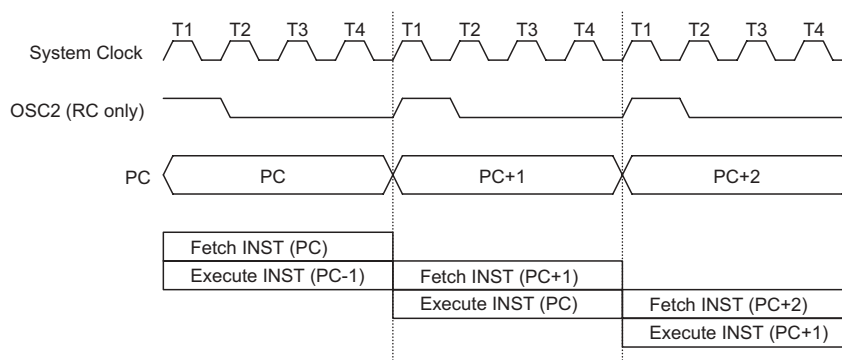 T1 T2 T3 T4 T1 T2 T3 T4 T1 T2 T3 T4
System Clock
OSC2 (RC only)
PC PC PC+1 PC+2
Fetch INST (PC)
Execute INST (PC-1) Fetch INST (PC+1)
Execute INST (PC) Fetch INST (PC+2)
Execute INST (PC+1)